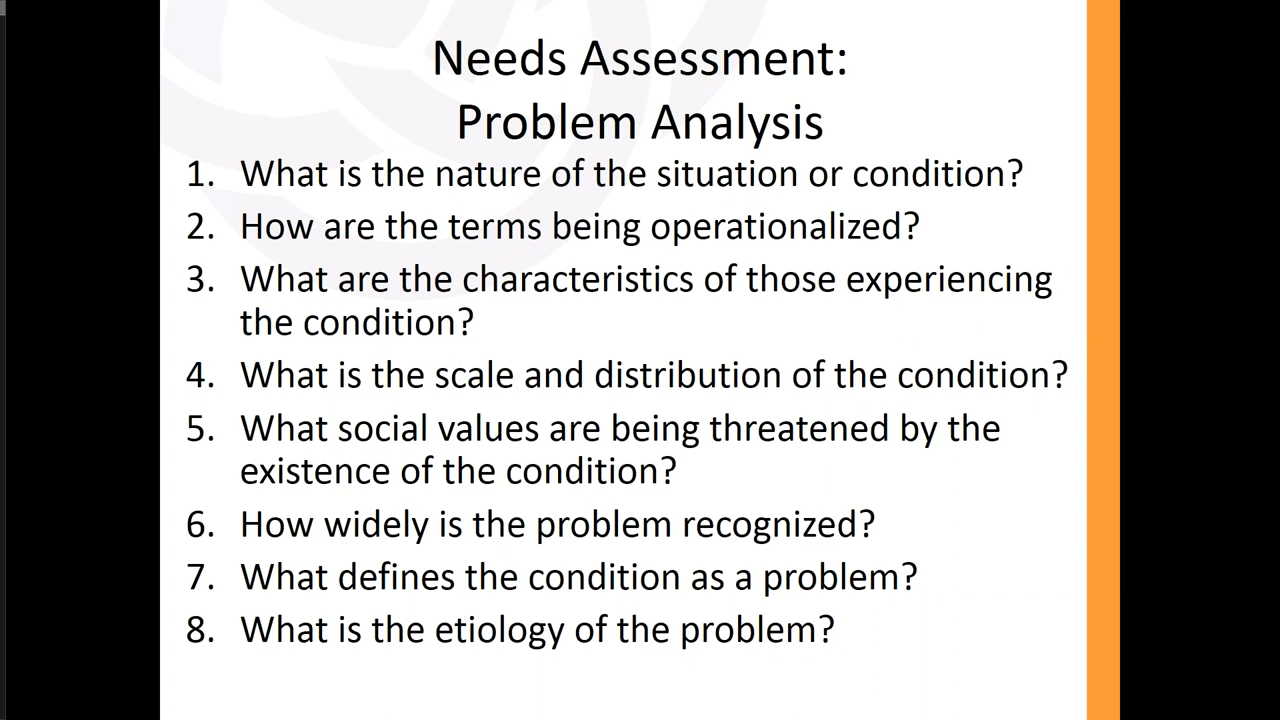 Needs Assessment:
Problem Analysis
1. What is the nature of the situation or condition?
2. How are the terms being operationalized?
3. What are the characteristics of those experiencing
the condition?
4. What is the scale and distribution of the condition?
5. What social values are being threatened by the
existence of the condition?
6. How widely is the problem recognized?
7. What defines the condition as a problem?
8. What is the etiology of the problem?